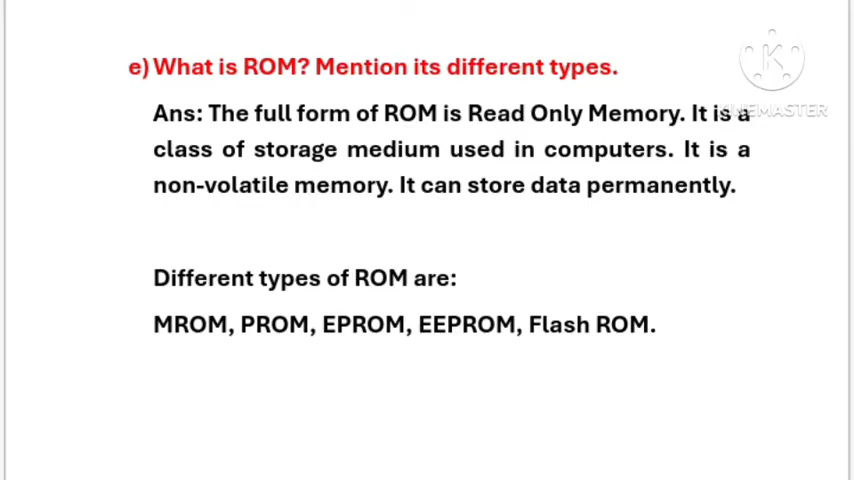 e) What is ROM? Mention its different types.
Ans: The full form of ROM is Read Only Memory. It is a
class of storage medium used in computers. It is a
non-volatile memory. It can store data permanently.
Different types of ROM are:
MROM, PROM, EPROM, EEPROM, Flash ROM.
K
KINEMASTER